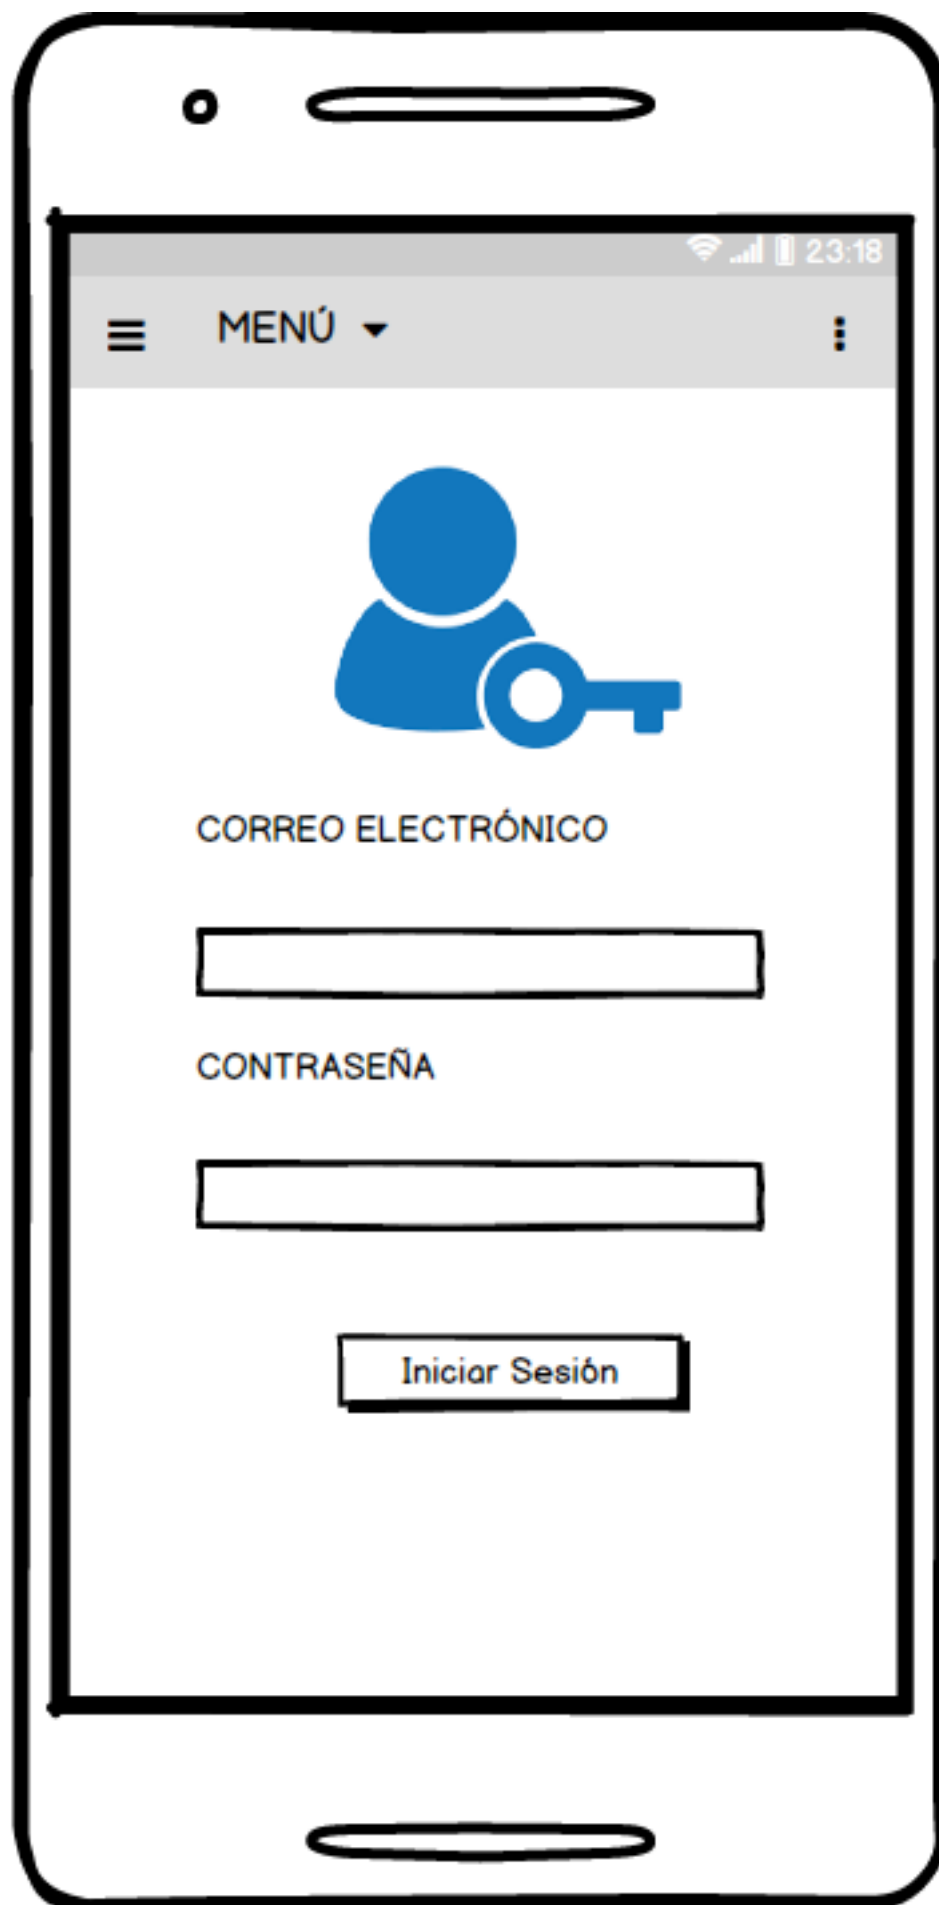 23:18
MENÚ
CORREO ELECTRÓNICO
CONTRASEÑA
Iniciar Sesión